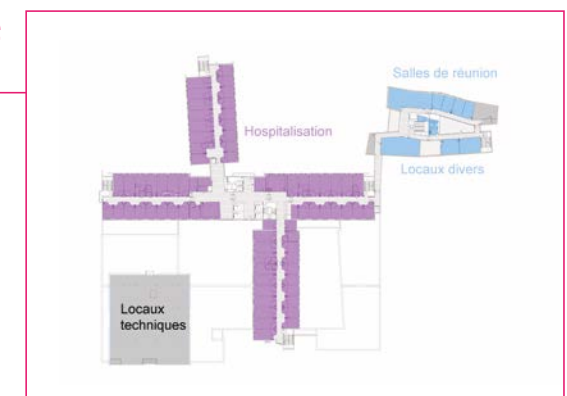 Salles de réunion
Hospitalisation
Locaux divers
Locaux
techniques